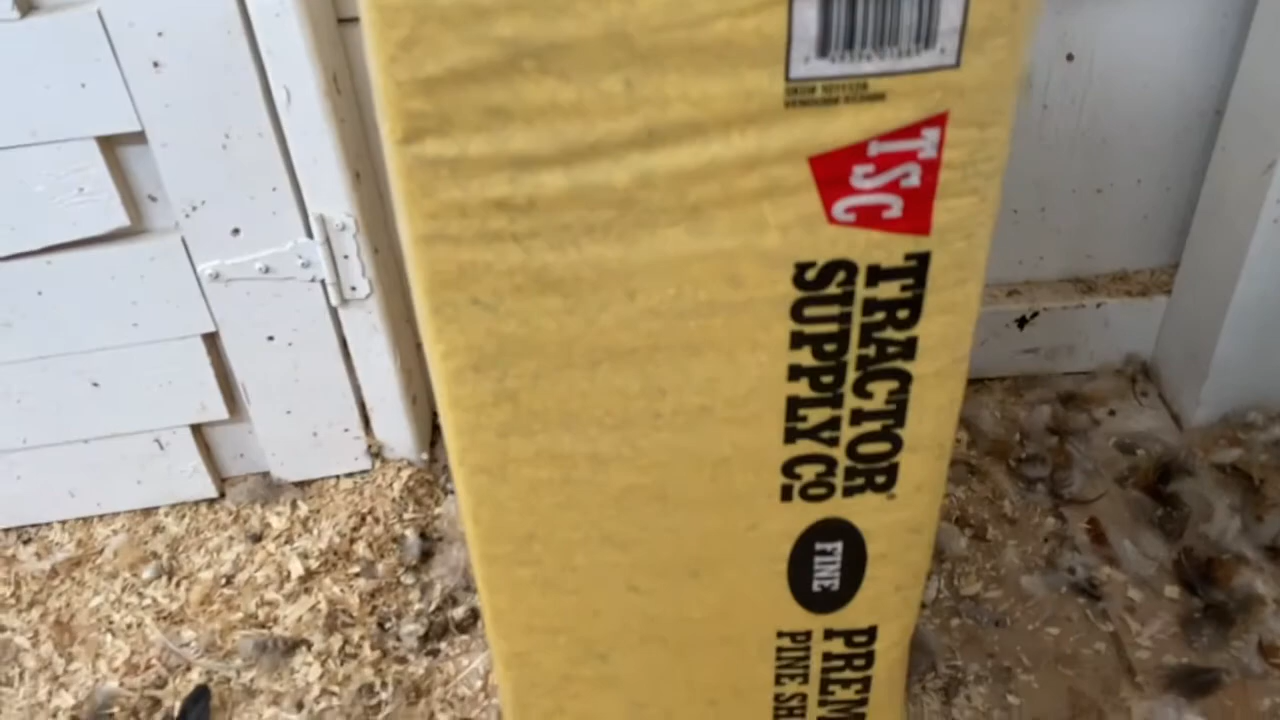 TSC
TRACTOR
SUPPLY CO
FINE
PREM
PINE SH